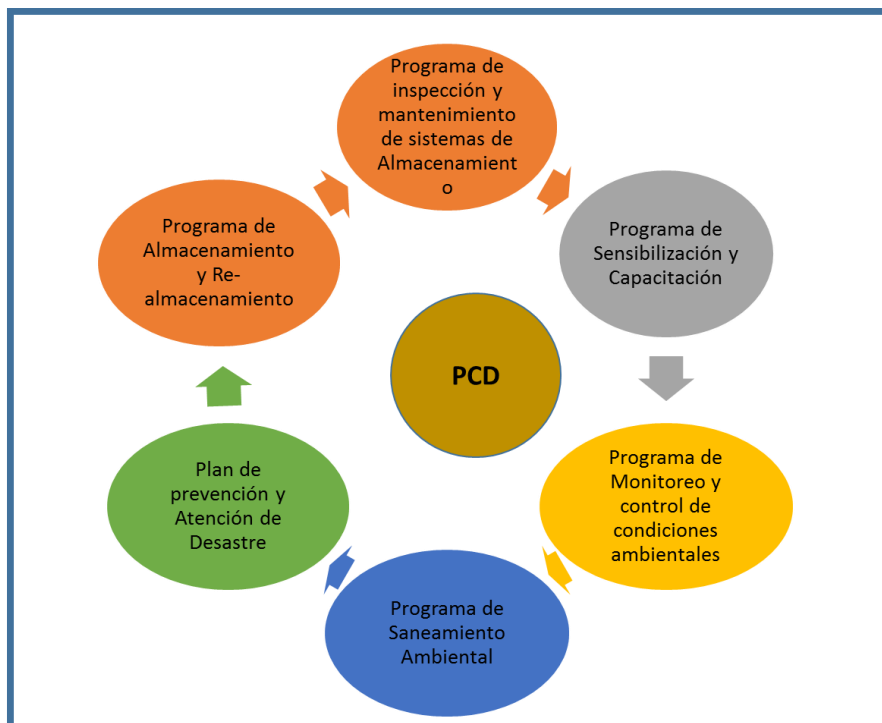 Programa de
inspección y
mantenimiento
de sistemas de
Almacenamient
o
Programa de
Sensibilización y
Capacitación
Programa de
Monitoreo y
control de
condiciones
ambientales
Programa de
Saneamiento
Ambiental
Plan de
prevención y
Atención de
Desastre
Programa de
Almacenamiento
y Re-
almacenamiento
PCD